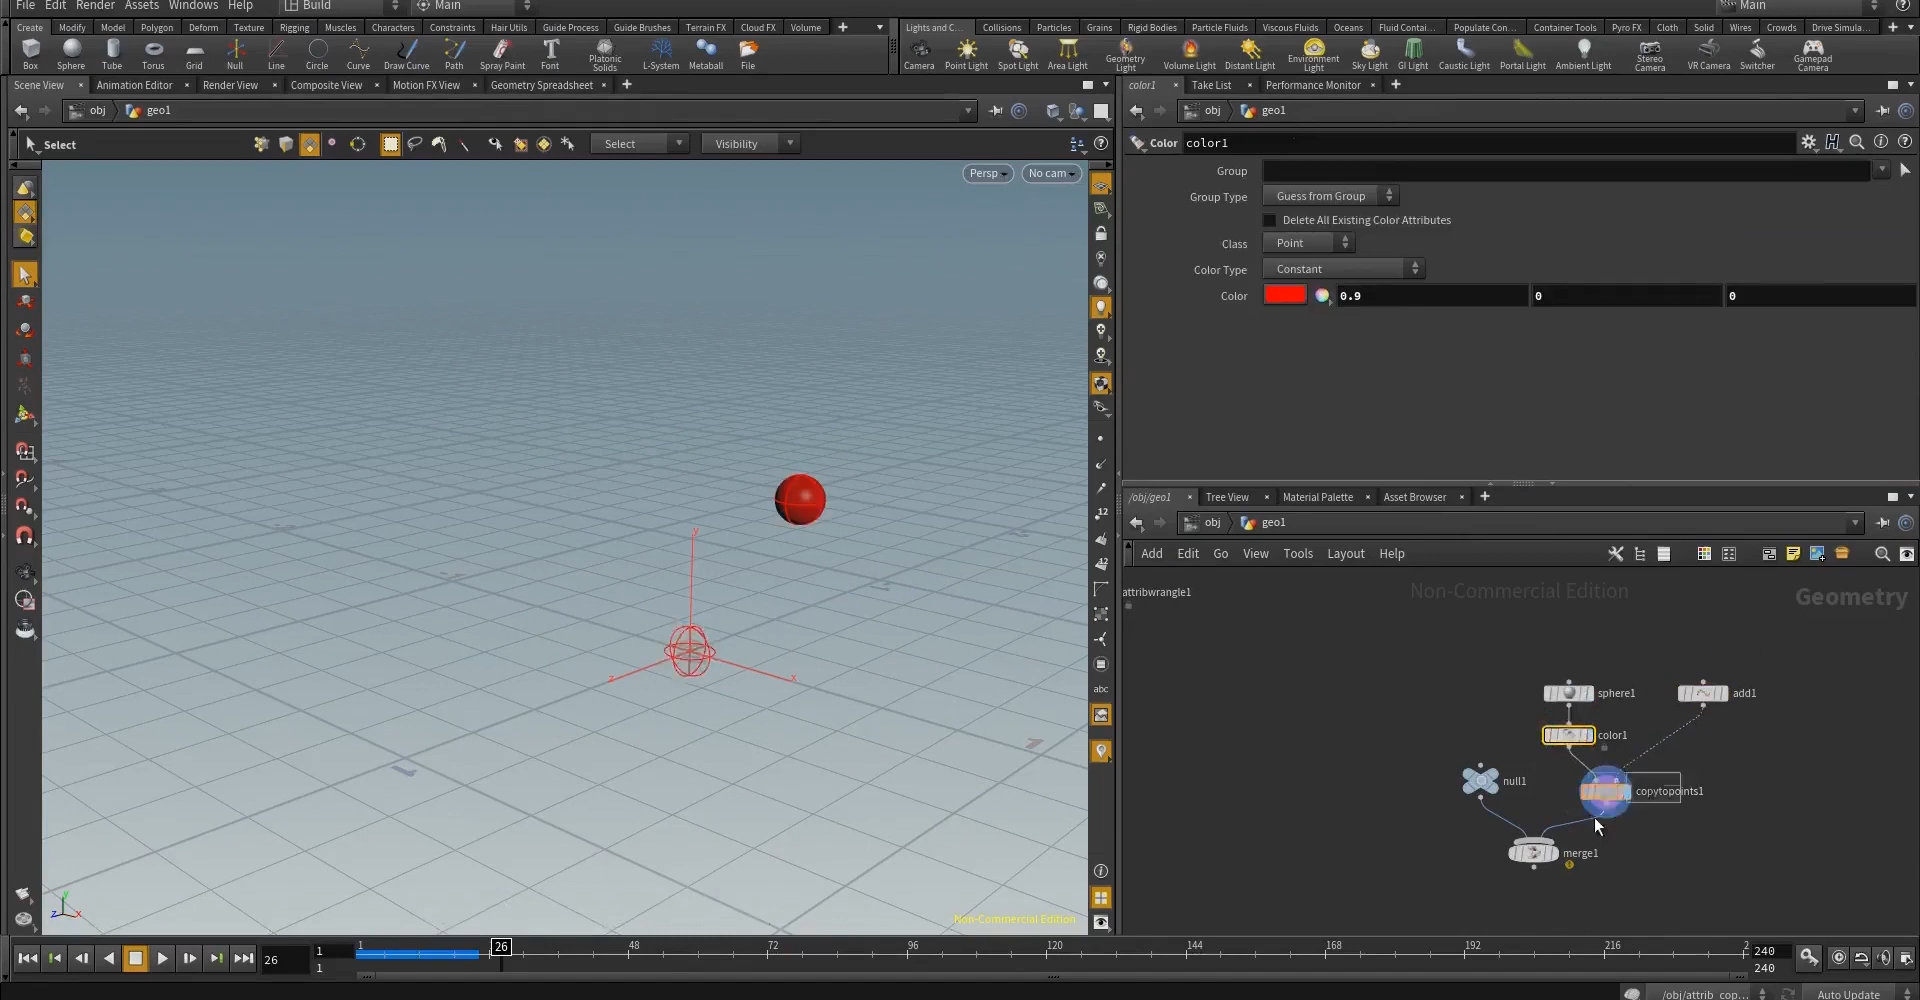 File Edit Render Assets Windows Help Build Main Main
Create Modify Model Polygon Deform Texture Rigging Muscles Characters Constraints Hair Utils Guide Process Guide Brushes Terrain FX Cloud FX Volume
Lights and C... Collisions Particles Grains Rigid Bodies Particle Fluids Viscous Fluids Oceans Fluid Contai... Populate Con... Container Tools Pyro FX Cloth Solid Wires Crowds Drive Simula...
Box Sphere Tube Torus Grid Null Line Circle Curve Draw Curve Path Spray Paint Font Platonic Solids L-System Metaball File
Camera Point Light Spot Light Area Light Geometry Light Volume Light Distant Light Environment Light Sky Light GI Light Caustic Light Portal Light Ambient Light Stereo Camera VR Camera Switcher Gamepad Camera
Scene View Animation Editor Render View Composite View Motion FX View Geometry Spreadsheet
obj geo1
Select Select Visibility
Persp No cam
y
z x
12
12
abc
Non-Commercial Edition
color1 Take List Performance Monitor
obj geo1
Color color1
Group
Group Type Guess from Group
Delete All Existing Color Attributes
Class Point
Color Type Constant
Color 0.9 0 0
/obj/geo1 Tree View Material Palette Asset Browser
obj geo1
Add Edit Go View Tools Layout Help
Non-Commercial Edition
Geometry
attribwrangle1
sphere1 add1
color1
null1 copytopoints1
merge1
26 1 1
1 26 48 72 96 120 144 168 192 216 2
240 240
/obj/attrib_cop... Auto Update